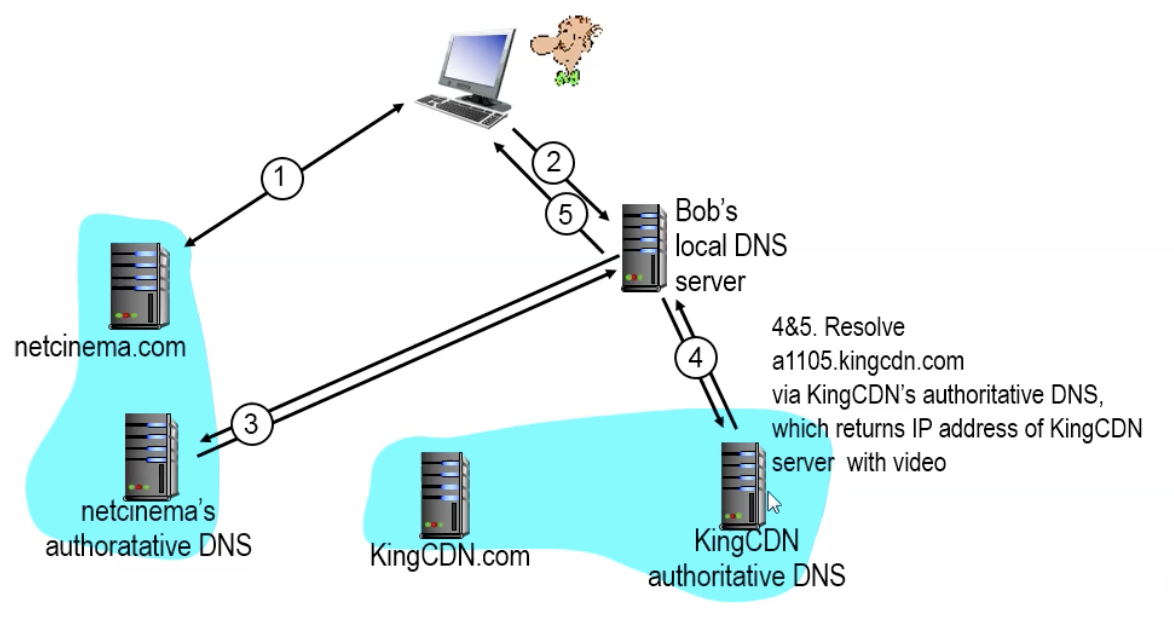 1
2
5
Bob's
local DNS
server
netcinema.com
4&5. Resolve
a1105.kingcdn.com
via KingCDN's authoritative DNS,
which returns IP address of KingCDN
server with video
4
3
netcinema's
authoratative DNS
KingCDN.com
KingCDN
authoritative DNS